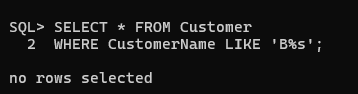 SQL> SELECT * FROM Customer
  2  WHERE CustomerName LIKE 'B%s';
no rows selected